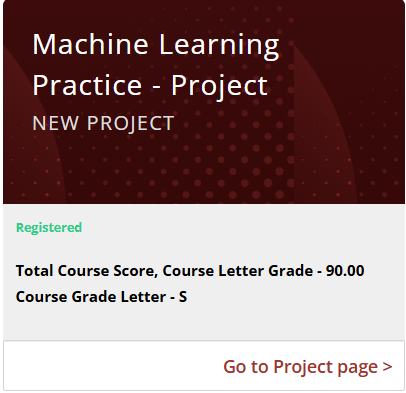 Machine Learning
Practice - Project
NEW PROJECT
Registered
Total Course Score, Course Letter Grade - 90.00
Course Grade Letter - S
Go to Project page >